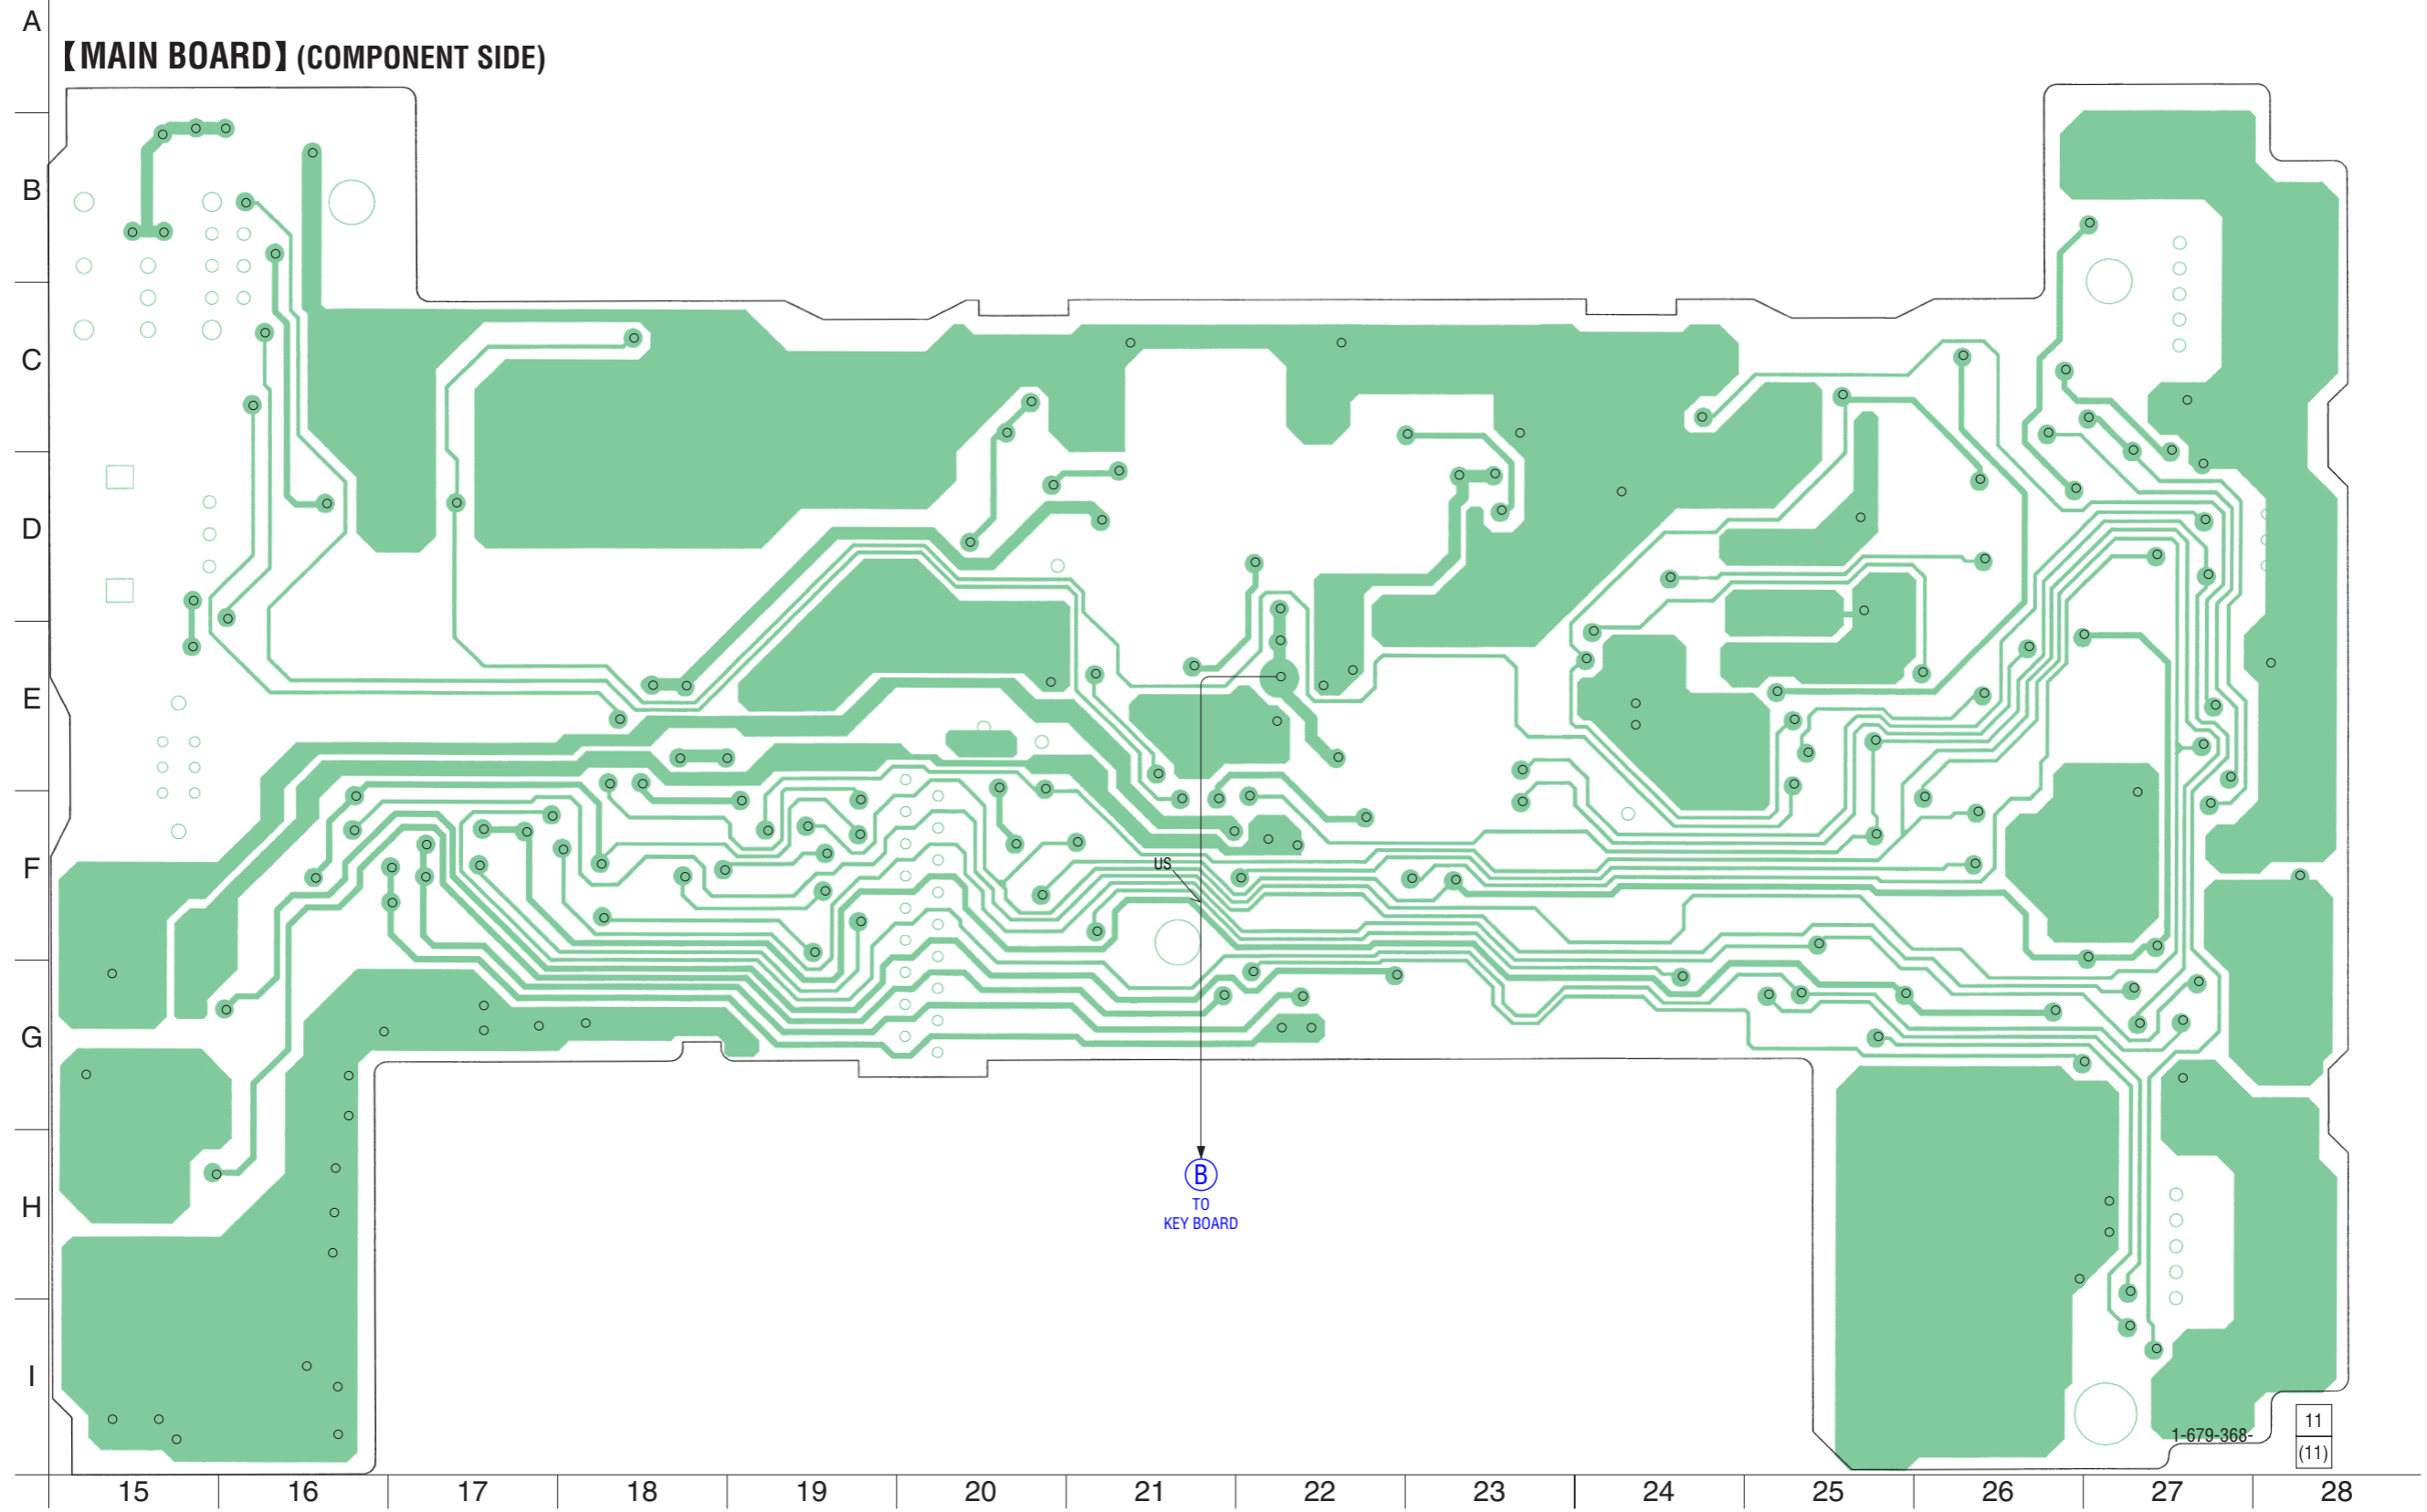 A
【MAIN BOARD】 (COMPONENT SIDE)
B
C
D
E
F
US
G
B
TO
KEY BOARD
H
I
1-679-368-
11
(11)
15 16 17 18 19 20 21 22 23 24 25 26 27 28